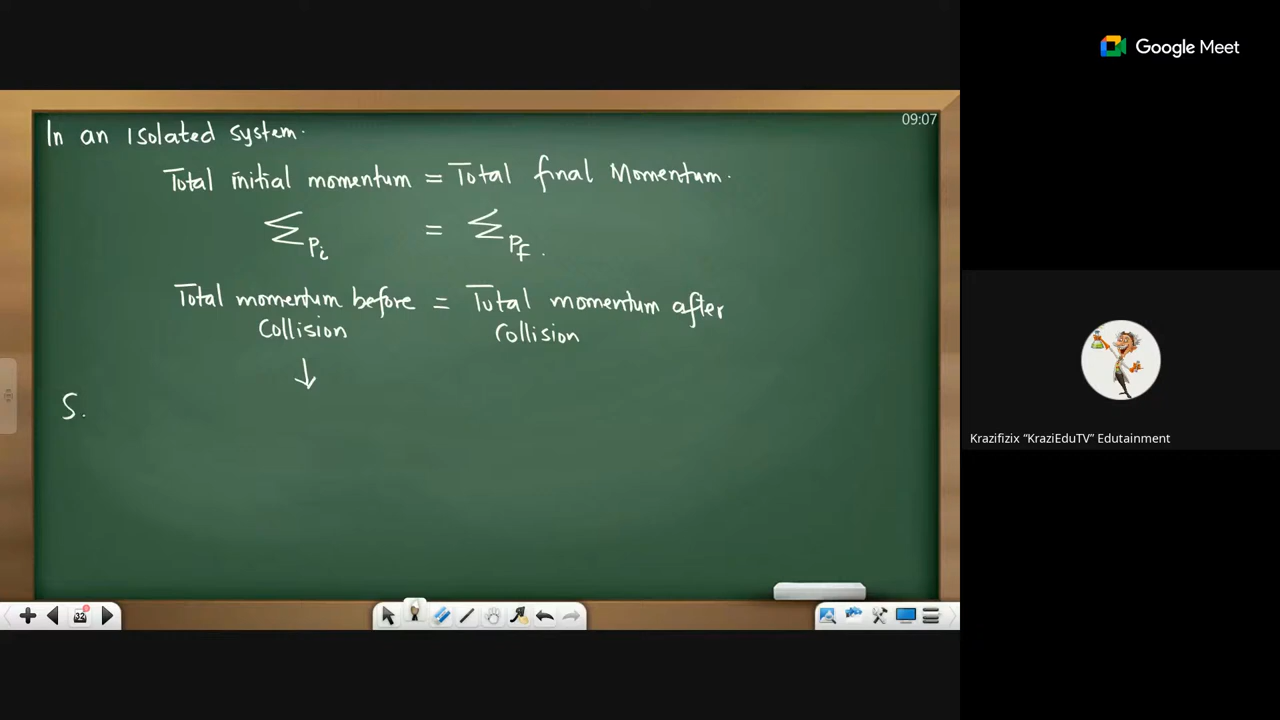 Google Meet
09:07
In an isolated system.
Total initial momentum = Total final Momentum.
Σpi = Σpf.
Total momentum before = Total momentum after
Collision Collision
↓
S.
Krazifizix "KraziEduTV" Edutainment
32